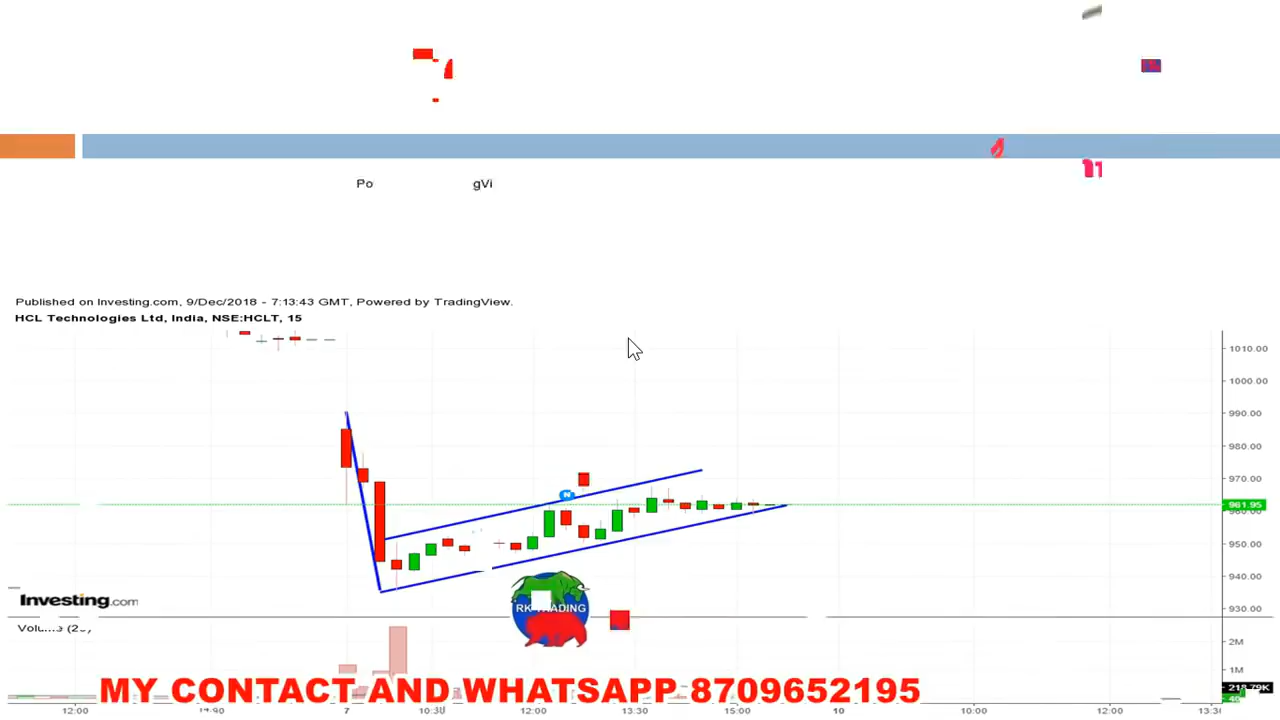 Po gVi
Published on Investing.com, 9/Dec/2018 - 7:13:43 GMT, Powered by TradingView.
HCL Technologies Ltd, India, NSE:HCLT, 15
1010.00
1000.00
990.00
980.00
970.00
961.95
950.00
940.00
930.00
N
Investing.com
RK TRADING
2M
1M
MY CONTACT AND WHATSAPP 8709652195
12:00 7 10:30 12:00 13:30 15:00 10 10:00 12:00 13:30